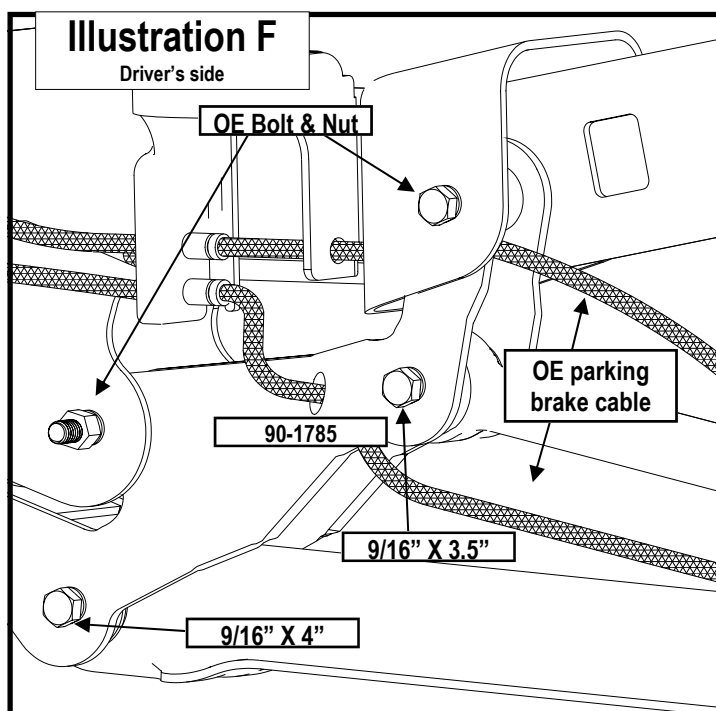 Illustration F
Driver’s side
OE Bolt & Nut
OE parking
brake cable
90-1785
9/16” X 3.5”
9/16” X 4”